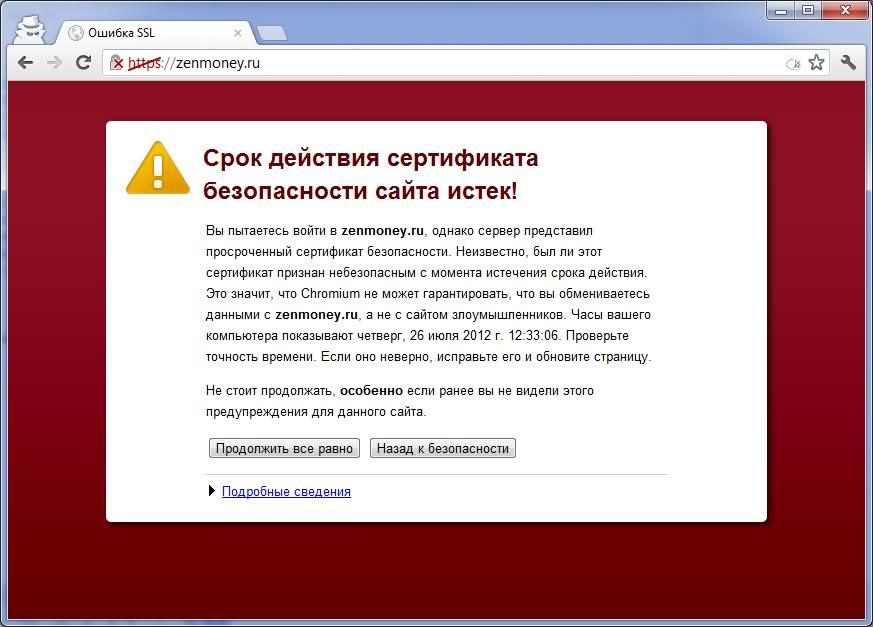 Ошибка SSL
https://zenmoney.ru
Срок действия сертификата
безопасности сайта истек!
Вы пытаетесь войти в zenmoney.ru, однако сервер представил
просроченный сертификат безопасности. Неизвестно, был ли этот
сертификат признан небезопасным с момента истечения срока действия.
Это значит, что Chromium не может гарантировать, что вы обмениваетесь
данными с zenmoney.ru, а не с сайтом злоумышленников. Часы вашего
компьютера показывают четверг, 26 июля 2012 г. 12:33:06. Проверьте
точность времени. Если оно неверно, исправьте его и обновите страницу.
Не стоит продолжать, особенно если ранее вы не видели этого
предупреждения для данного сайта.
Продолжить все равно Назад к безопасности
Подробные сведения